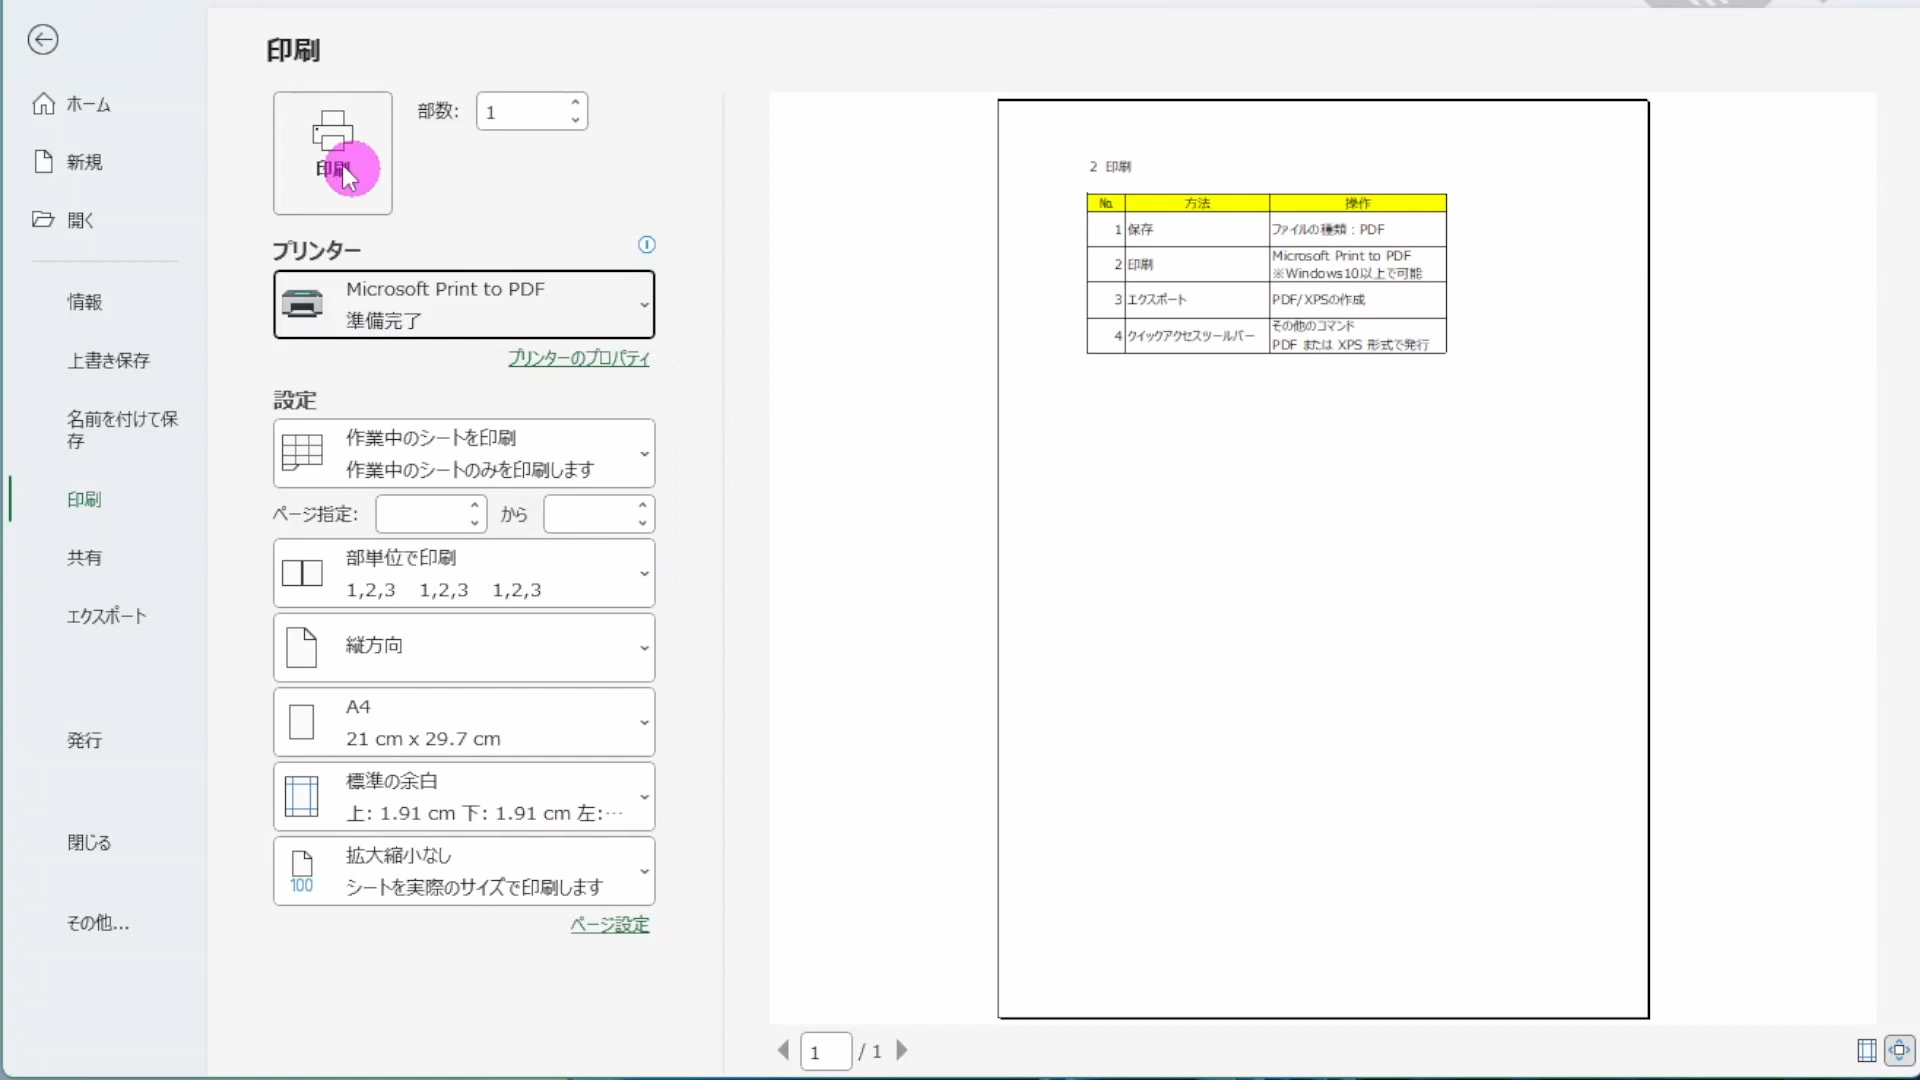 ホーム
新規
開く
情報
上書き保存
名前を付けて保
存
印刷
共有
エクスポート
発行
閉じる
その他...
印刷
印刷
部数: 1
プリンター
Microsoft Print to PDF
準備完了
プリンターのプロパティ
設定
作業中のシートを印刷
作業中のシートのみを印刷します
ページ指定: から
部単位で印刷
1,2,3 1,2,3 1,2,3
縦方向
A4
21 cm x 29.7 cm
標準の余白
上: 1.91 cm 下: 1.91 cm 左:…
拡大縮小なし
100
シートを実際のサイズで印刷します
ページ設定
2 印刷
№ 方法 操作
1 保存 ファイルの種類:PDF
2 印刷 Microsoft Print to PDF
※Windows10以上で可能
3 エクスポート PDF/XPSの作成
4 クイックアクセスツールバー その他のコマンド
PDF または XPS 形式で発行
1 / 1